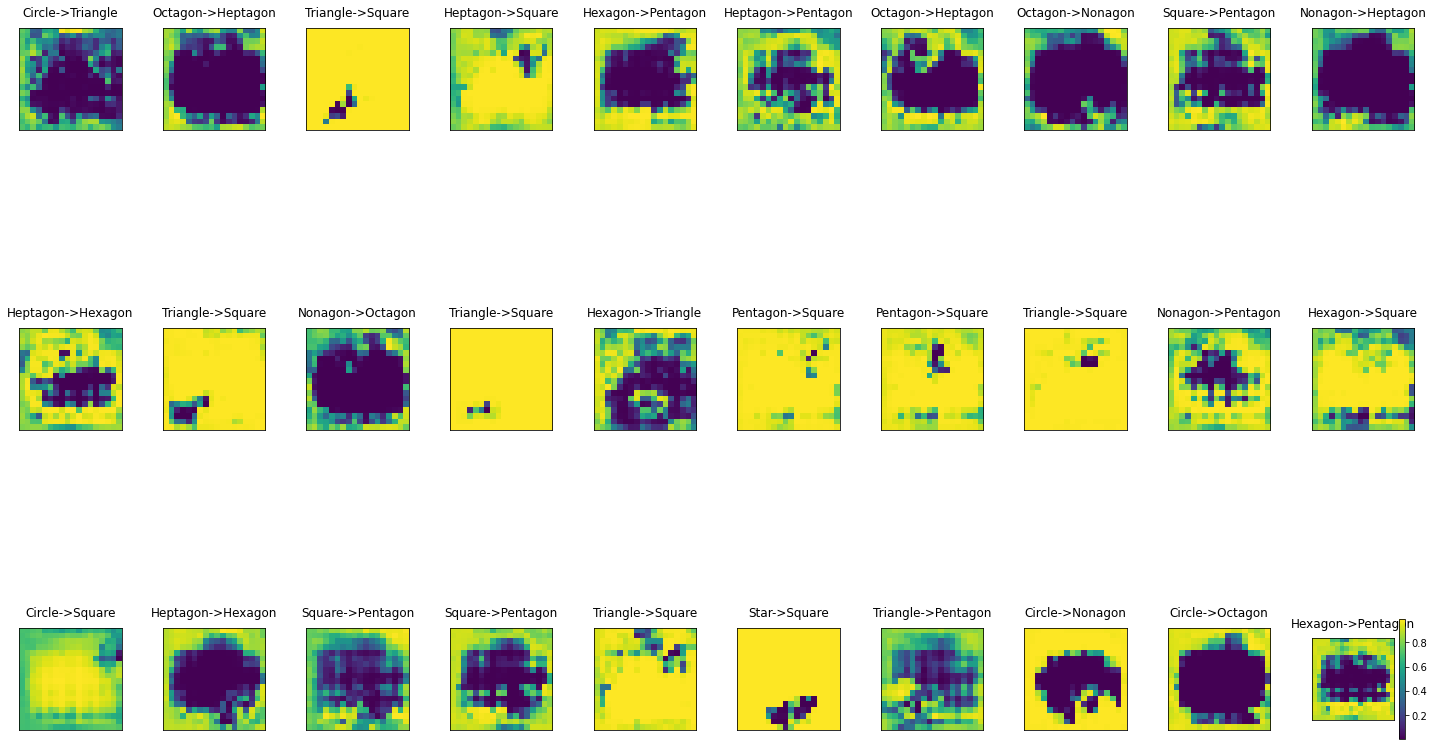 Circle->Triangle
Octagon->Heptagon
Triangle->Square
Heptagon->Square
Hexagon->Pentagon
Heptagon->Pentagon
Octagon->Heptagon
Octagon->Nonagon
Square->Pentagon
Nonagon->Heptagon
Heptagon->Hexagon
Triangle->Square
Nonagon->Octagon
Triangle->Square
Hexagon->Triangle
Pentagon->Square
Pentagon->Square
Triangle->Square
Nonagon->Pentagon
Hexagon->Square
Circle->Square
Heptagon->Hexagon
Square->Pentagon
Square->Pentagon
Triangle->Square
Star->Square
Triangle->Pentagon
Circle->Nonagon
Circle->Octagon
Hexagon->Pentagon
0.8
0.6
0.4
0.2